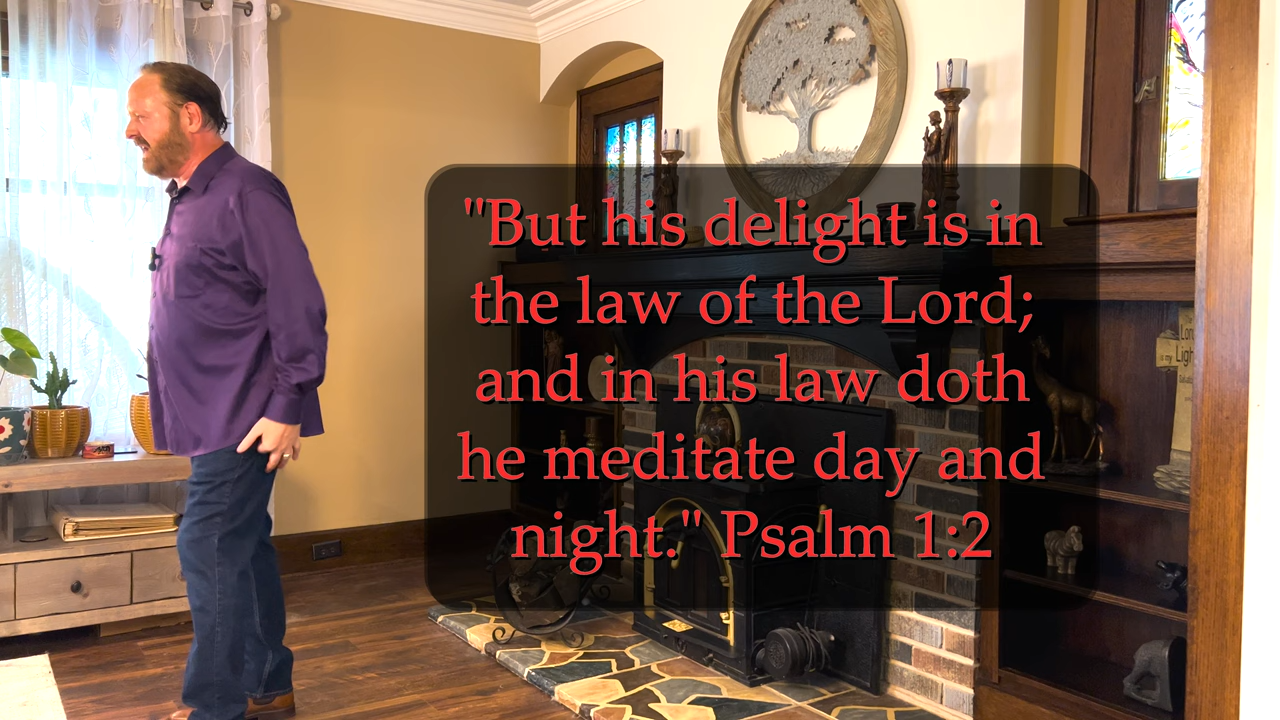 "But his delight is in
the law of the Lord;
and in his law doth
he meditate day and
night." Psalm 1:2